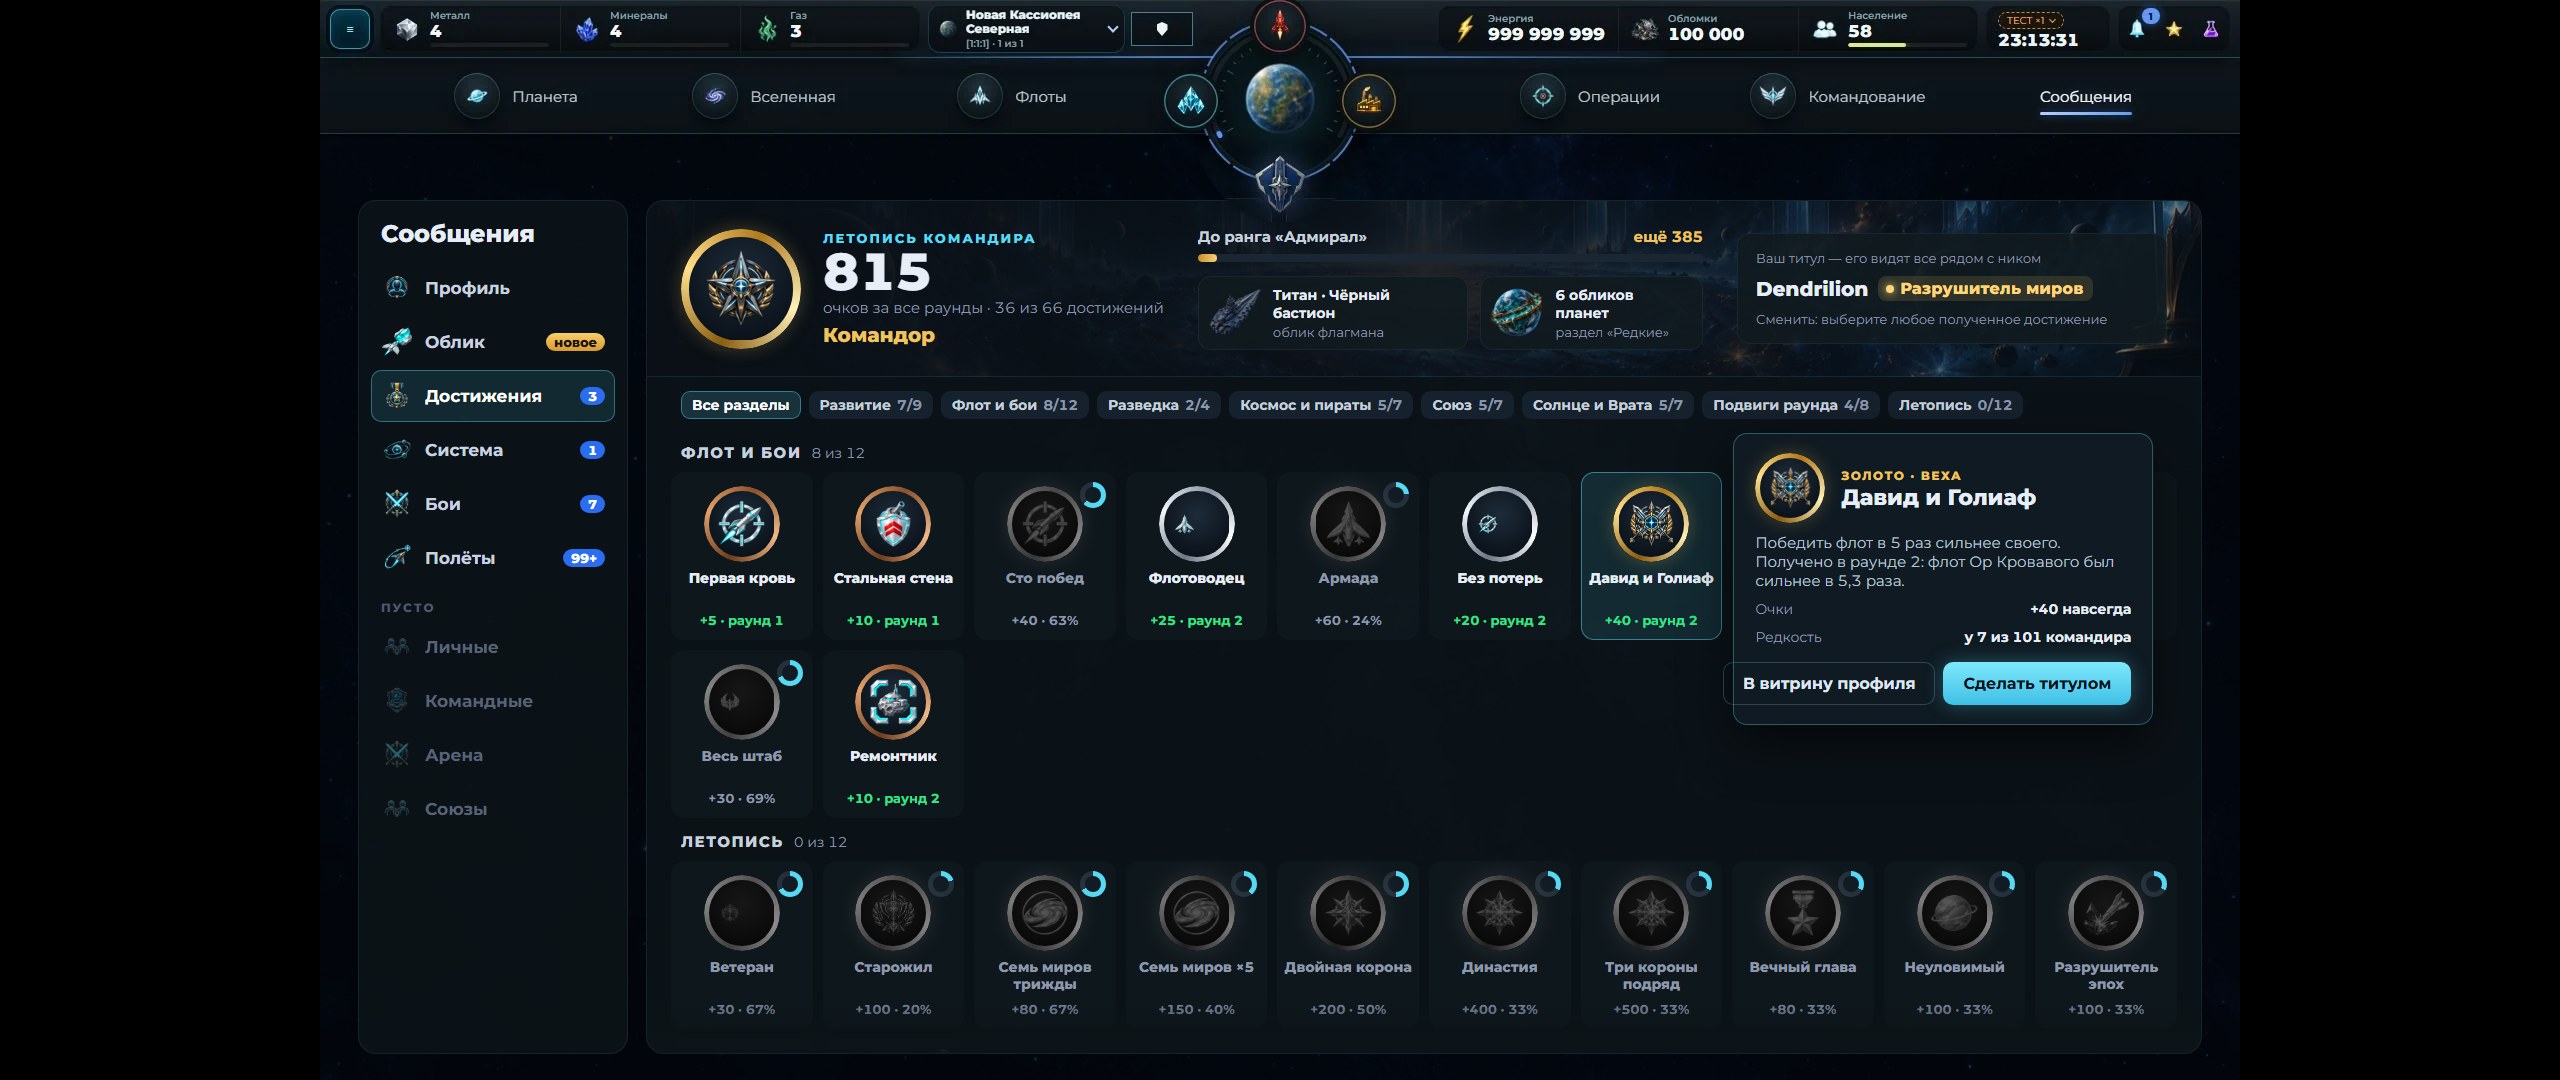 Металл
4
Минералы
4
Газ
3
Новая Кассиопея
Северная
[1:1:1] · 1 из 1
Энергия
999 999 999
Обломки
100 000
Население
58
ТЕСТ ×1
23:13:31
1
Планета
Вселенная
Флоты
Операции
Командование
Сообщения
Сообщения
Профиль
Облик
новое
Достижения
3
Система
1
Бои
7
Полёты
99+
ПУСТО
Личные
Командные
Арена
Союзы
ЛЕТОПИСЬ КОМАНДИРА
815
очков за все раунды · 36 из 66 достижений
Командор
До ранга «Адмирал»
ещё 385
Титан · Чёрный
бастион
облик флагмана
6 обликов
планет
раздел «Редкие»
Ваш титул — его видят все рядом с ником
Dendrilion
Разрушитель миров
Сменить: выберите любое полученное достижение
Все разделы
Развитие 7/9
Флот и бои 8/12
Разведка 2/4
Космос и пираты 5/7
Союз 5/7
Солнце и Врата 5/7
Подвиги раунда 4/8
Летопись 0/12
ФЛОТ И БОИ 8 из 12
Первая кровь
+5 · раунд 1
Стальная стена
+10 · раунд 1
Сто побед
+40 · 63%
Флотоводец
+25 · раунд 2
Армада
+60 · 24%
Без потерь
+20 · раунд 2
Давид и Голиаф
+40 · раунд 2
ЗОЛОТО · ВЕХА
Давид и Голиаф
Победить флот в 5 раз сильнее своего.
Получено в раунде 2: флот Ор Кровавого был
сильнее в 5,3 раза.
Очки
+40 навсегда
Редкость
у 7 из 101 командира
В витрину профиля
Сделать титулом
Весь штаб
+30 · 69%
Ремонтник
+10 · раунд 2
ЛЕТОПИСЬ 0 из 12
Ветеран
+30 · 67%
Старожил
+100 · 20%
Семь миров
трижды
+80 · 67%
Семь миров ×5
+150 · 40%
Двойная корона
+200 · 50%
Династия
+400 · 33%
Три короны
подряд
+500 · 33%
Вечный глава
+80 · 33%
Неуловимый
+100 · 33%
Разрушитель
эпох
+100 · 33%